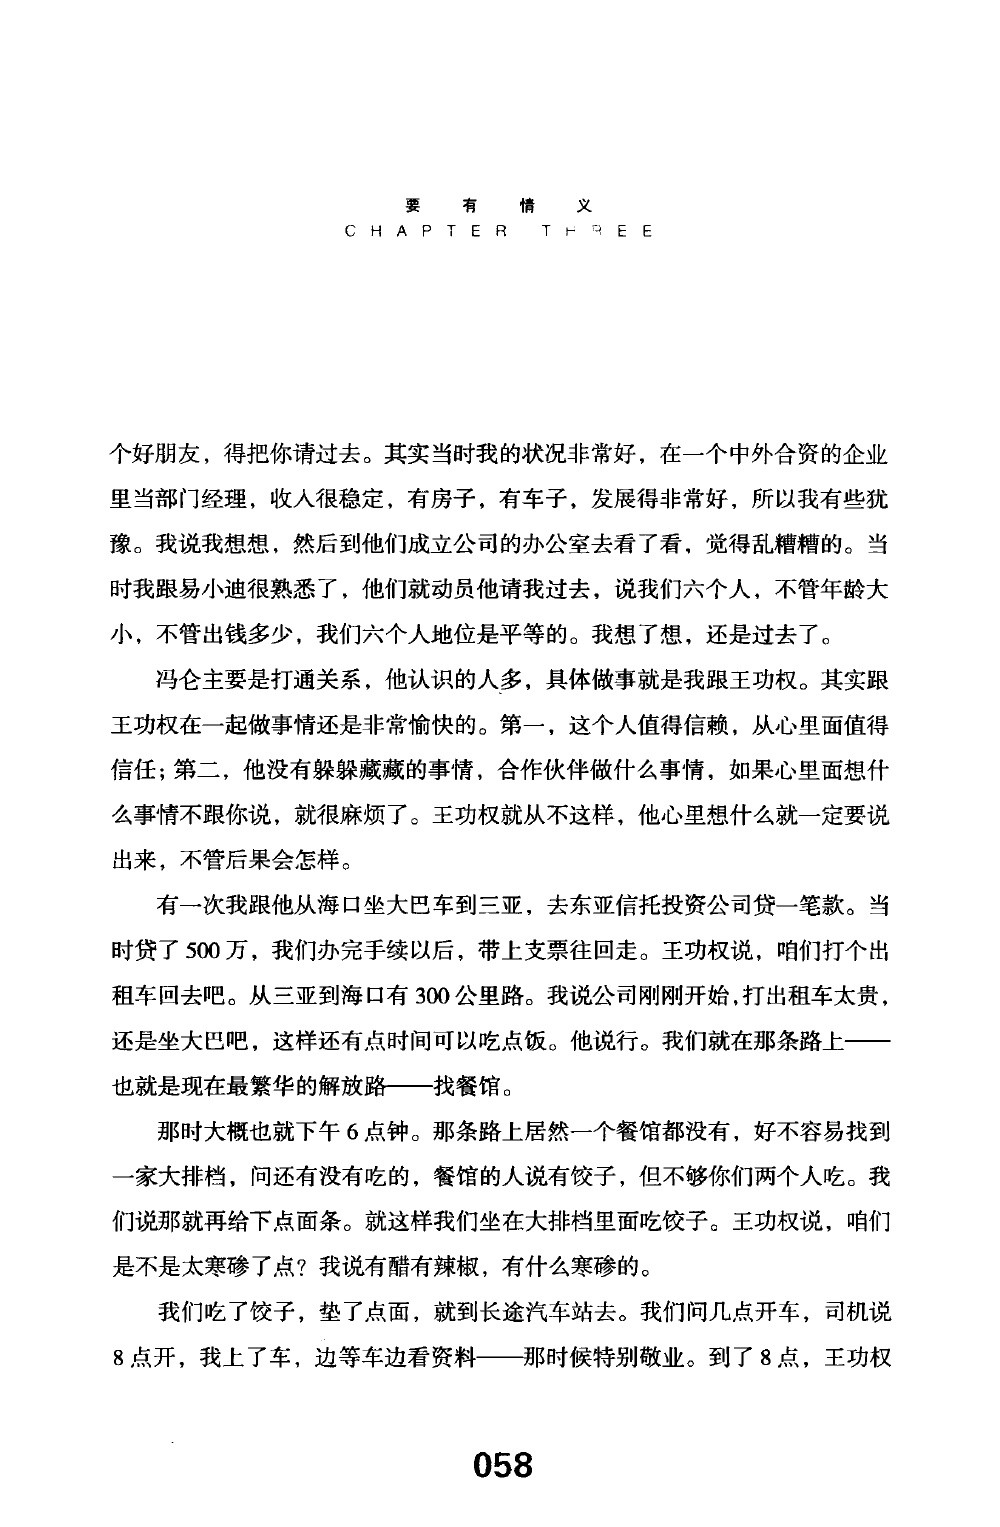 要有情义
CHAPTER THREE
个好朋友，得把你请过去。其实当时我的状况非常好，在一个中外合资的企业
里当部门经理，收入很稳定，有房子，有车子，发展得非常好，所以我有些犹
豫。我说我想想，然后到他们成立公司的办公室去看了看，觉得乱糟糟的。当
时我跟易小迪很熟悉了，他们就动员他请我过去，说我们六个人，不管年龄大
小，不管出钱多少，我们六个人地位是平等的。我想了想，还是过去了。
冯仑主要是打通关系，他认识的人多，具体做事就是我跟王功权。其实跟
王功权在一起做事情还是非常愉快的。第一，这个人值得信赖，从心里面值得
信任；第二，他没有躲躲藏藏的事情，合作伙伴做什么事情，如果心里面想什
么事情不跟你说，就很麻烦了。王功权就从不这样，他心里想什么就一定要说
出来，不管后果会怎样。
有一次我跟他从海口坐大巴车到三亚，去东亚信托投资公司贷一笔款。当
时贷了 500 万，我们办完手续以后，带上支票往回走。王功权说，咱们打个出
租车回去吧。从三亚到海口有 300 公里路。我说公司刚刚开始，打出租车太贵，
还是坐大巴吧，这样还有点时间可以吃点饭。他说行。我们就在那条路上——
也就是现在最繁华的解放路——找餐馆。
那时大概也就下午 6 点钟。那条路上居然一个餐馆都没有，好不容易找到
一家大排档，问还有没有吃的，餐馆的人说有饺子，但不够你们两个人吃。我
们说那就再给下点面条。就这样我们坐在大排档里面吃饺子。王功权说，咱们
是不是太寒碜了点？我说有醋有辣椒，有什么寒碜的。
我们吃了饺子，垫了点面，就到长途汽车站去。我们问几点开车，司机说
8 点开，我上了车，边等车边看资料——那时候特别敬业。到了 8 点，王功权
058